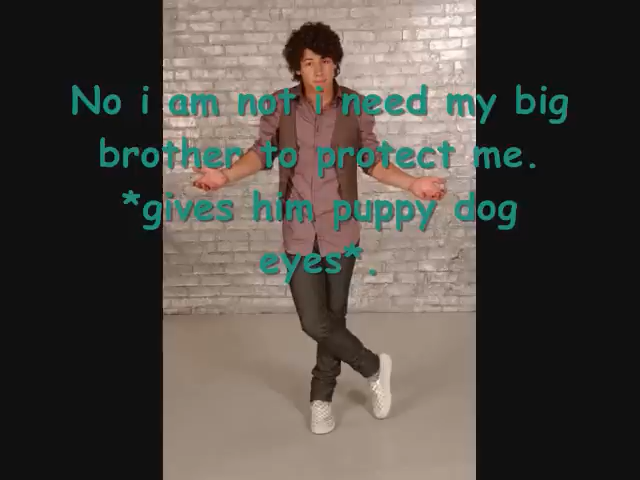 No i am not i need my big
brother to protect me.
*gives him puppy dog
eyes*.